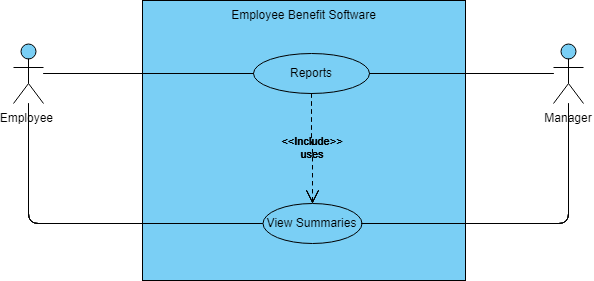 Employee Benefit Software
Reports
Employee
Manager
<<Include>>
uses
View Summaries